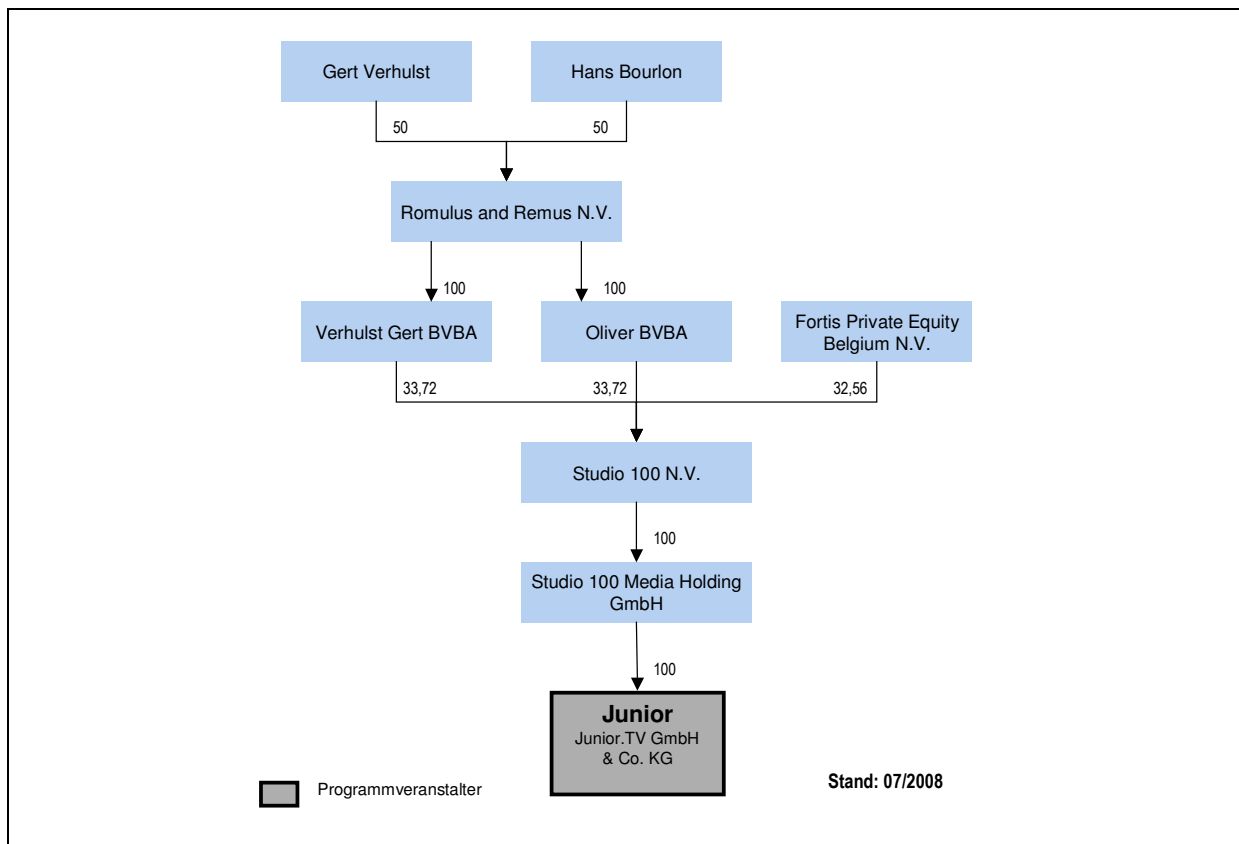 Gert Verhulst
Hans Bourlon
50
50
Romulus and Remus N.V.
100
100
Verhulst Gert BVBA
Oliver BVBA
Fortis Private Equity
Belgium N.V.
33,72
33,72
32,56
Studio 100 N.V.
100
Studio 100 Media Holding
GmbH
100
Junior
Junior.TV GmbH
& Co. KG
Programmveranstalter
Stand: 07/2008